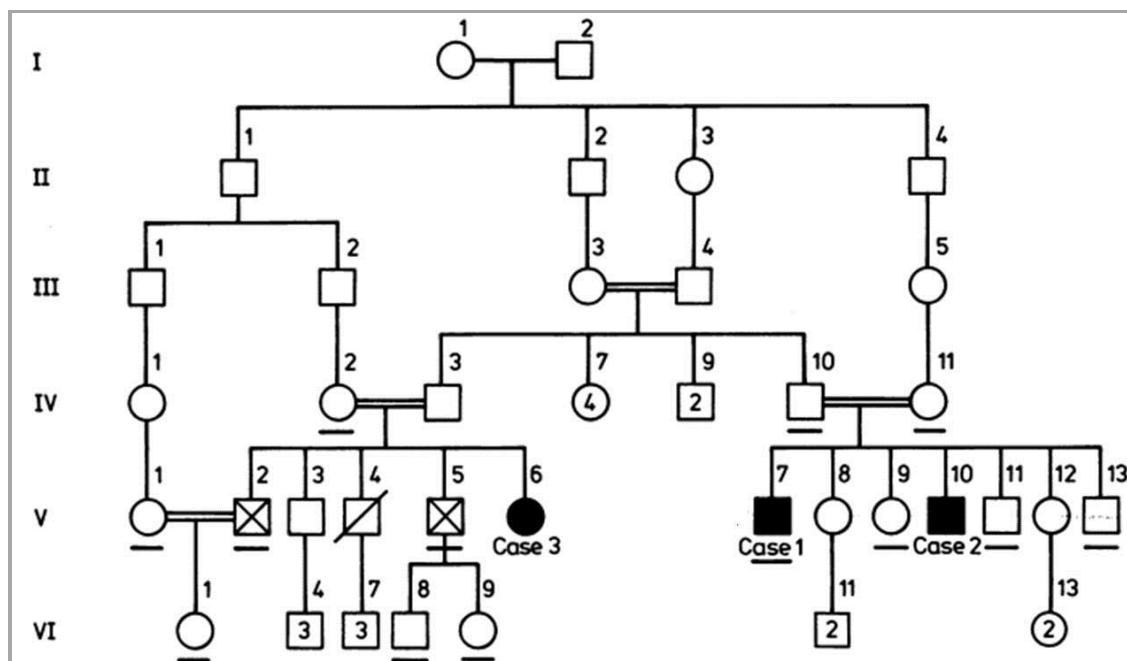 1 2
I
1 2 3 4
II
1 2 3 4 5
III
1 2 3 7 9 10 11
IV 4 2
1 2 3 4 5 6 7 8 9 10 11 12 13
V
Case 3 Case 1 Case 2
1 4 7 8 9 11 13
VI 3 3 2 2